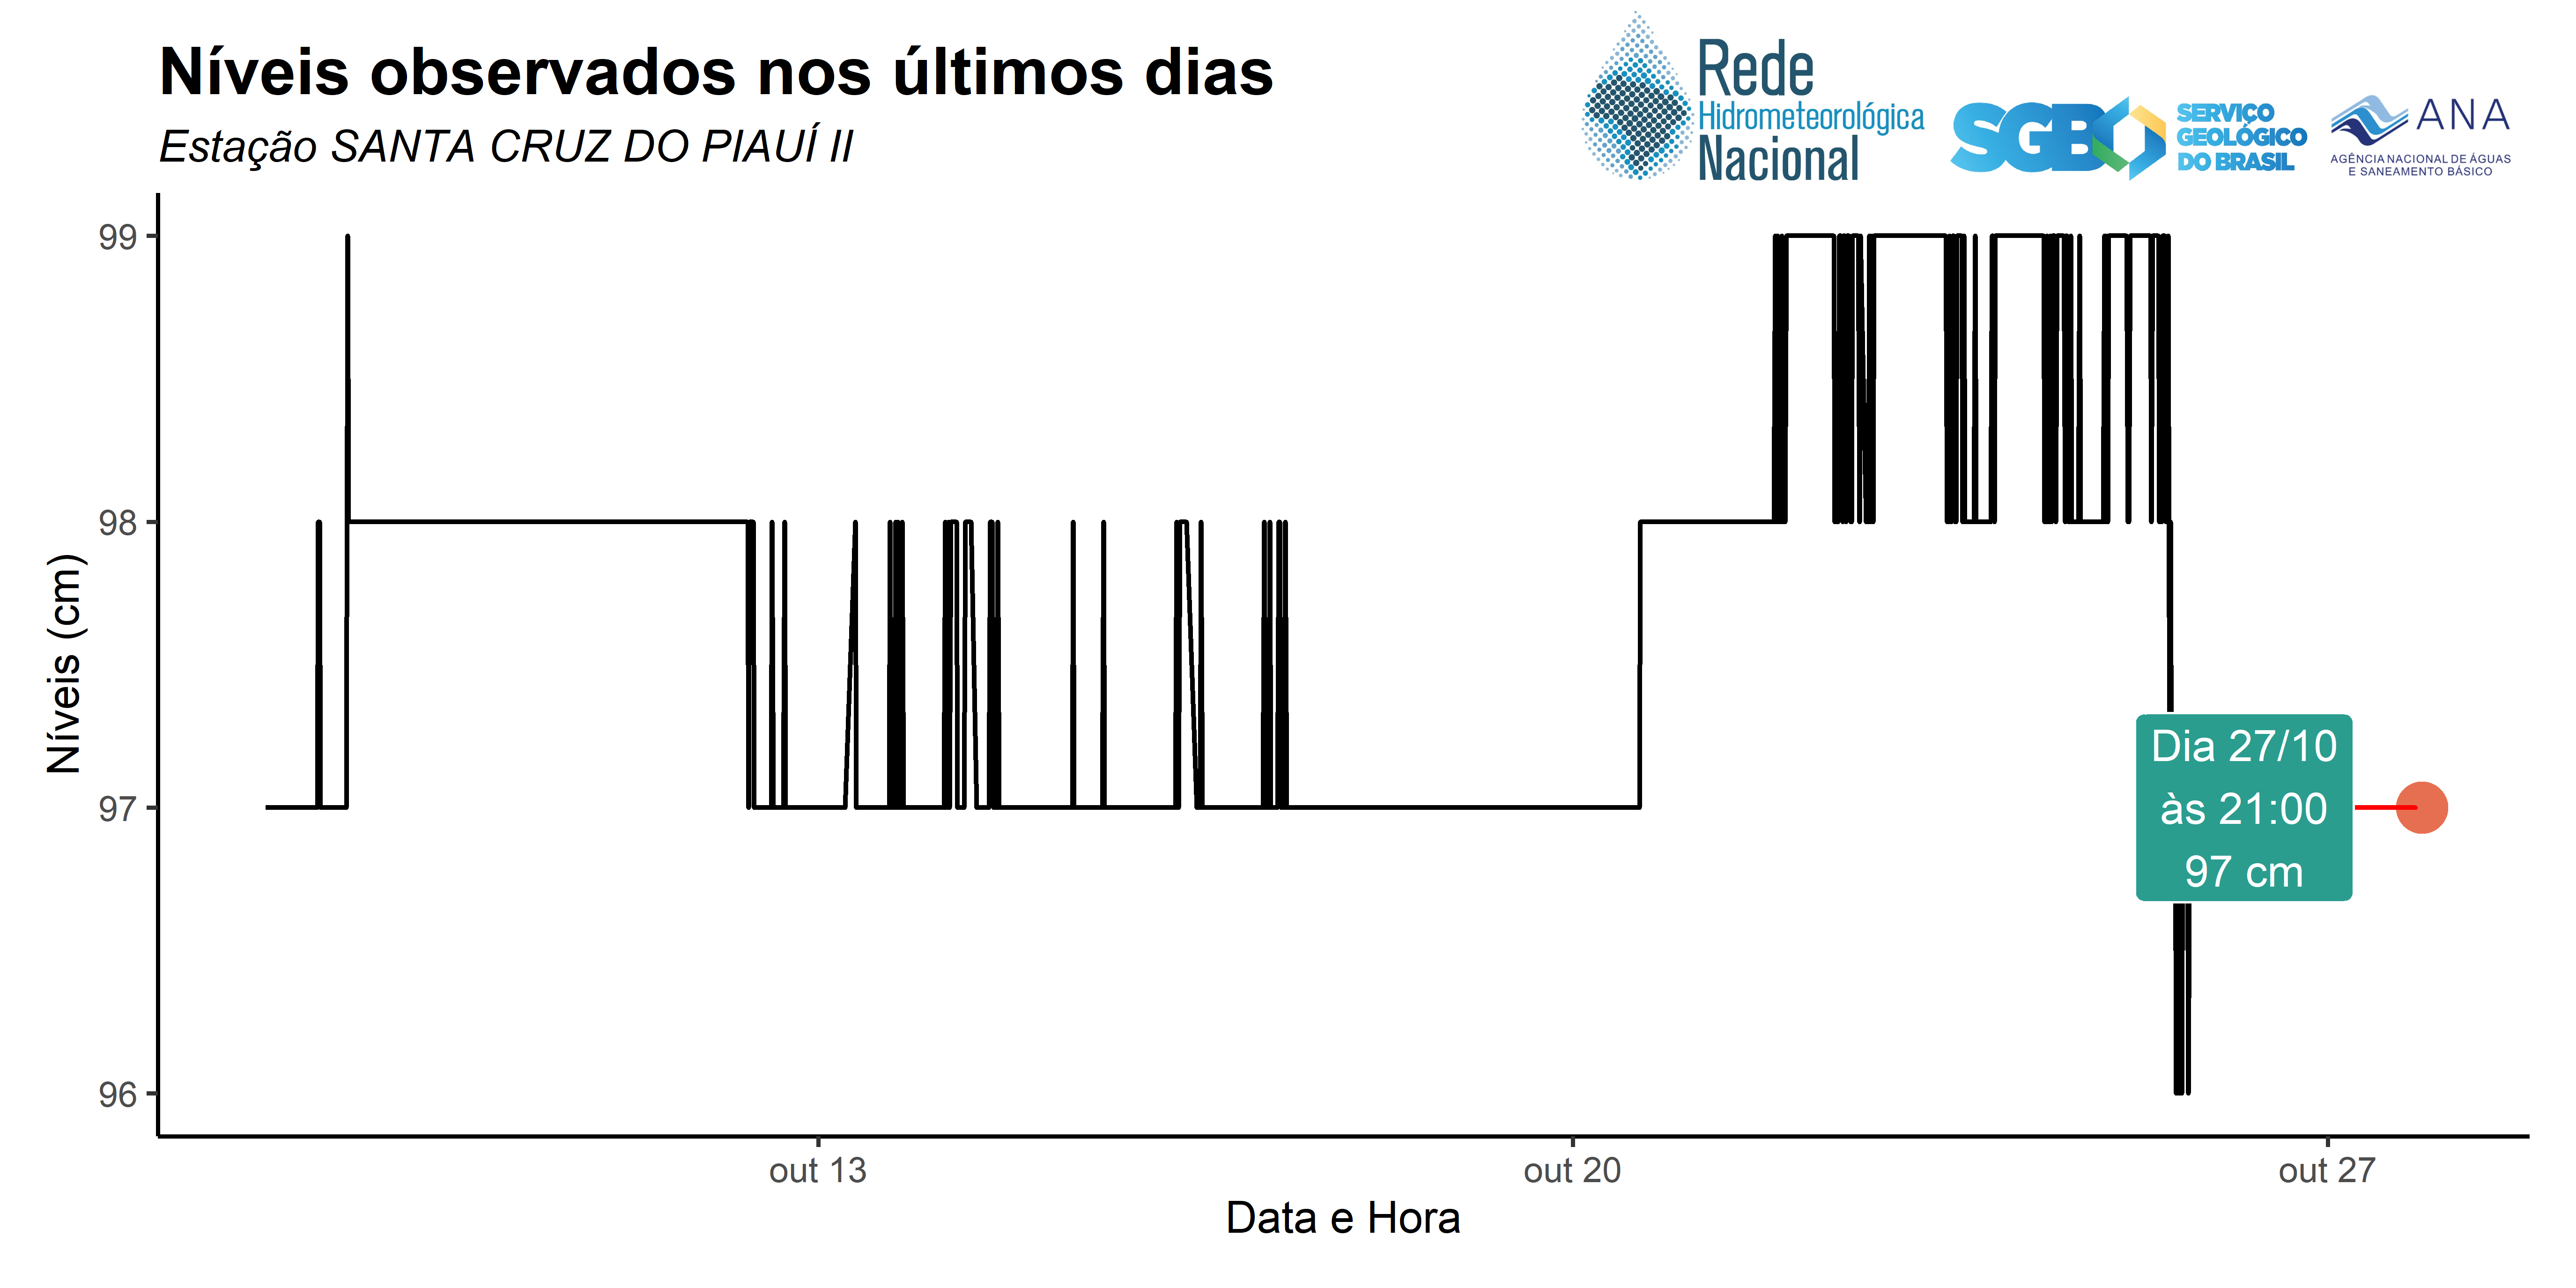 Níveis observados nos últimos dias
Estação SANTA CRUZ DO PIAUÍ II
Rede
Hidrometeorológica
Nacional
SGB
SERVIÇO
GEOLÓGICO
DO BRASIL
ANA
AGÊNCIA NACIONAL DE ÁGUAS
E SANEAMENTO BÁSICO
Níveis (cm)
99
98
97
96
Dia 27/10
às 21:00
97 cm
out 13
out 20
out 27
Data e Hora